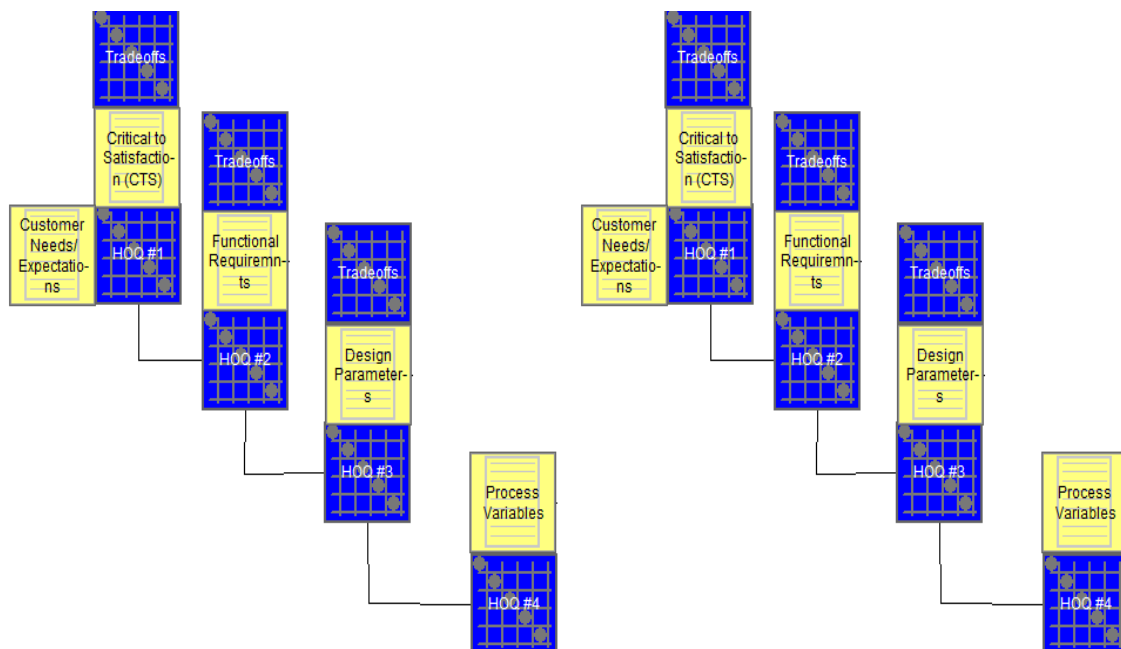 Tradeoffs
Critical to
Satisfactio-
n (CTS)
Tradeoffs
Customer
Needs/
Expectatio-
ns
HOQ #1
Functional
Requiremn-
ts
Tradeoffs
HOQ #2
Design
Parameter-
s
HOQ #3
Process
Variables
HOQ #4
Tradeoffs
Critical to
Satisfactio-
n (CTS)
Tradeoffs
Customer
Needs/
Expectatio-
ns
HOQ #1
Functional
Requiremn-
ts
Tradeoffs
HOQ #2
Design
Parameter-
s
HOQ #3
Process
Variables
HOQ #4